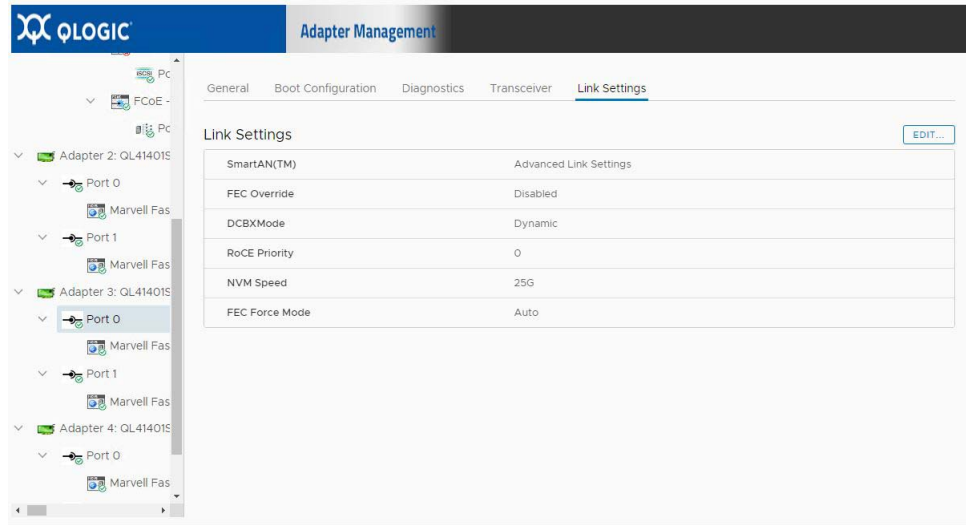 QLOGIC
Adapter Management
Po
FCoE -
Po
Adapter 2: QL41401S
Port 0
Marvell Fas
Port 1
Marvell Fas
Adapter 3: QL41401S
Port 0
Marvell Fas
Port 1
Marvell Fas
Adapter 4: QL41401S
Port 0
Marvell Fas
General Boot Configuration Diagnostics Transceiver Link Settings
Link Settings
EDIT...
SmartAN(TM) Advanced Link Settings
FEC Override Disabled
DCBXMode Dynamic
RoCE Priority 0
NVM Speed 25G
FEC Force Mode Auto